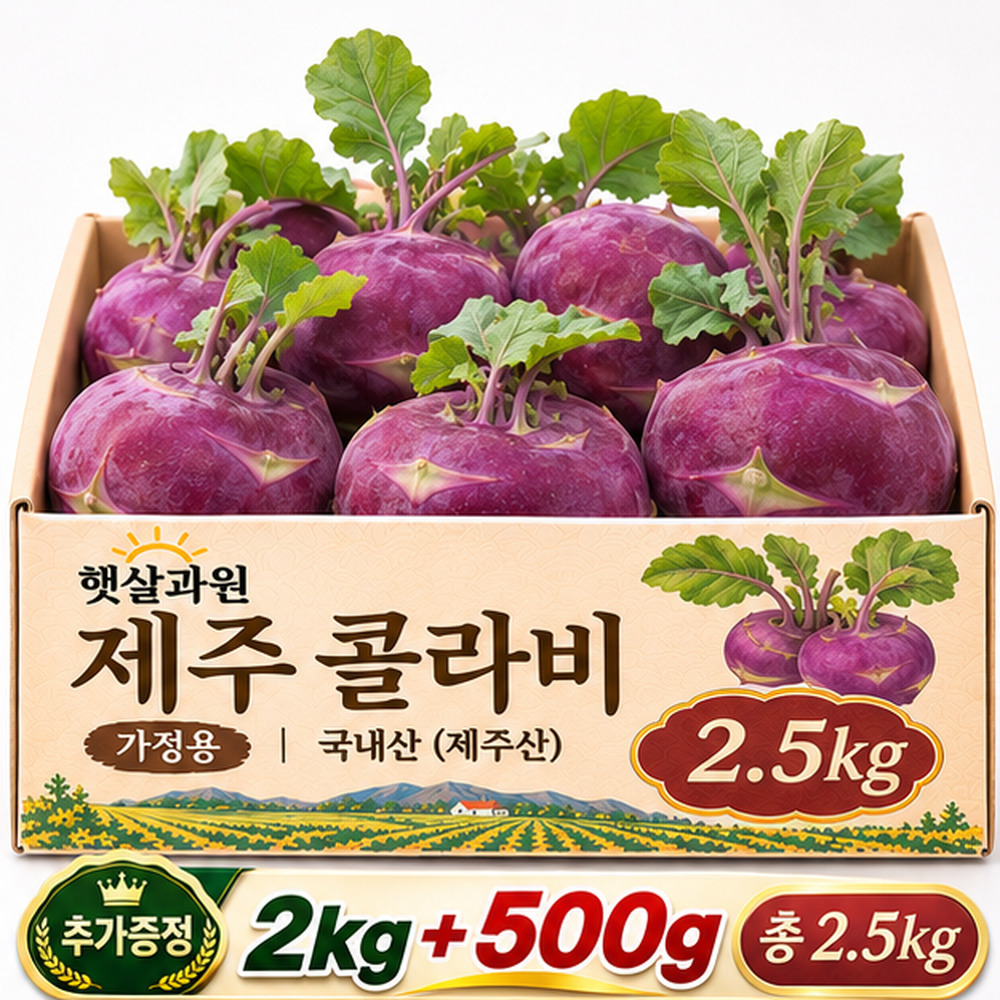 햇살과원
제주 콜라비
가정용 | 국내산 (제주산)
2.5kg
추가증정 2kg+500g 총 2.5kg